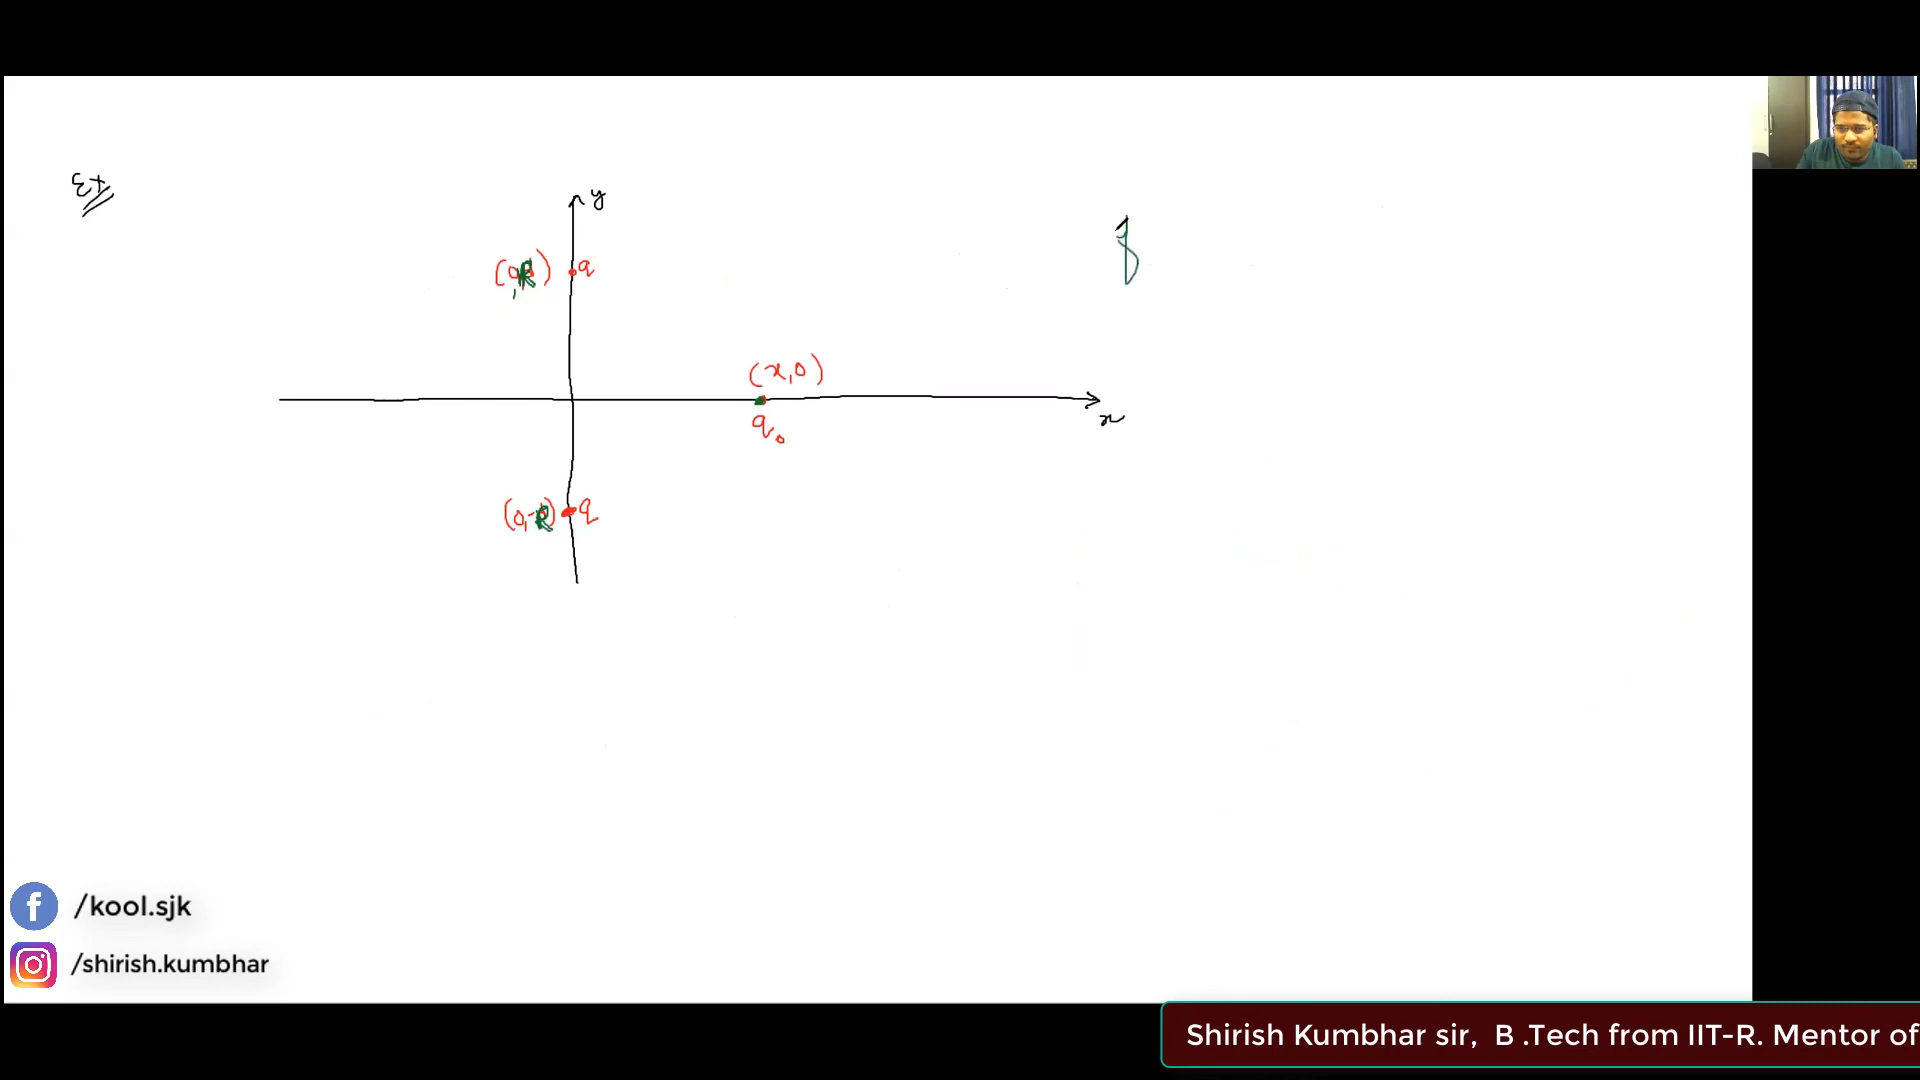 Ex
y
(0,R) q
(x,0)
x
q₀
(0,-R) q
/kool.sjk
/shirish.kumbhar
Shirish Kumbhar sir, B .Tech from IIT-R. Mentor of